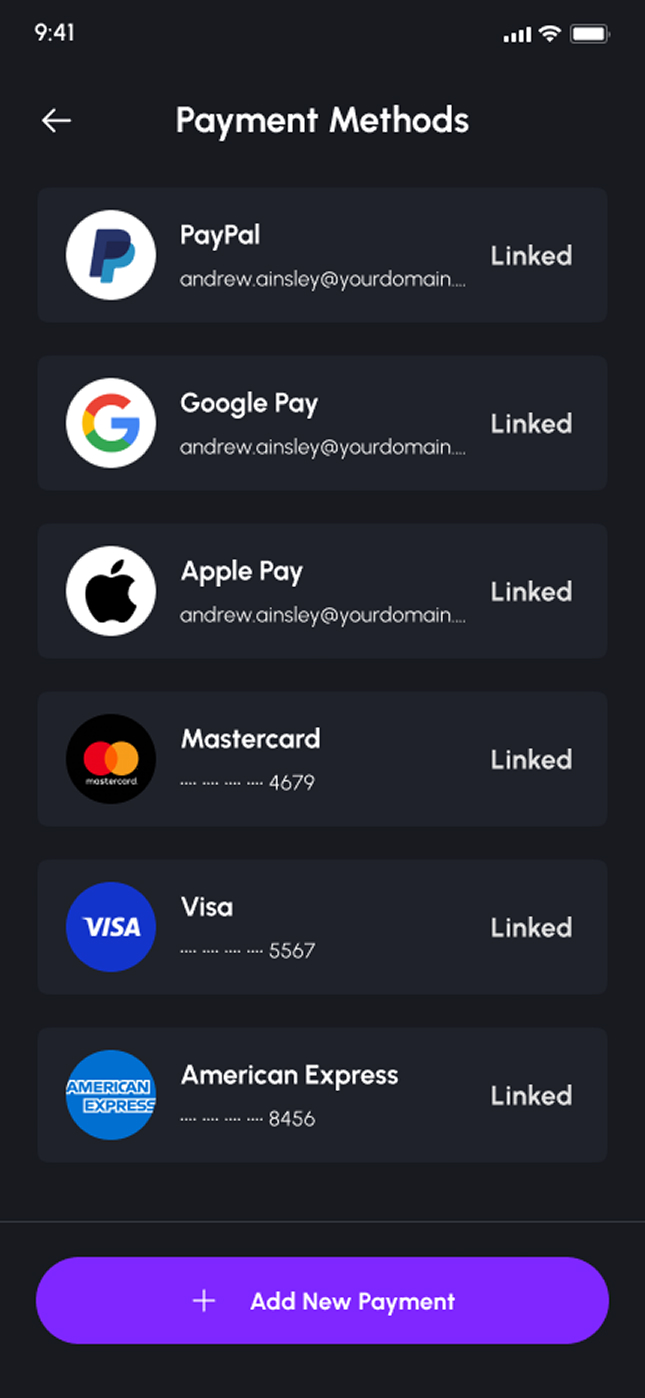 9:41
Payment Methods
PayPal
andrew.ainsley@yourdomain....
Linked
Google Pay
andrew.ainsley@yourdomain....
Linked
Apple Pay
andrew.ainsley@yourdomain....
Linked
mastercard.
Mastercard
···· ···· ···· ···· 4679
Linked
VISA
Visa
···· ···· ···· ···· 5567
Linked
AMERICAN
EXPRESS
American Express
···· ···· ···· ···· 8456
Linked
+ Add New Payment